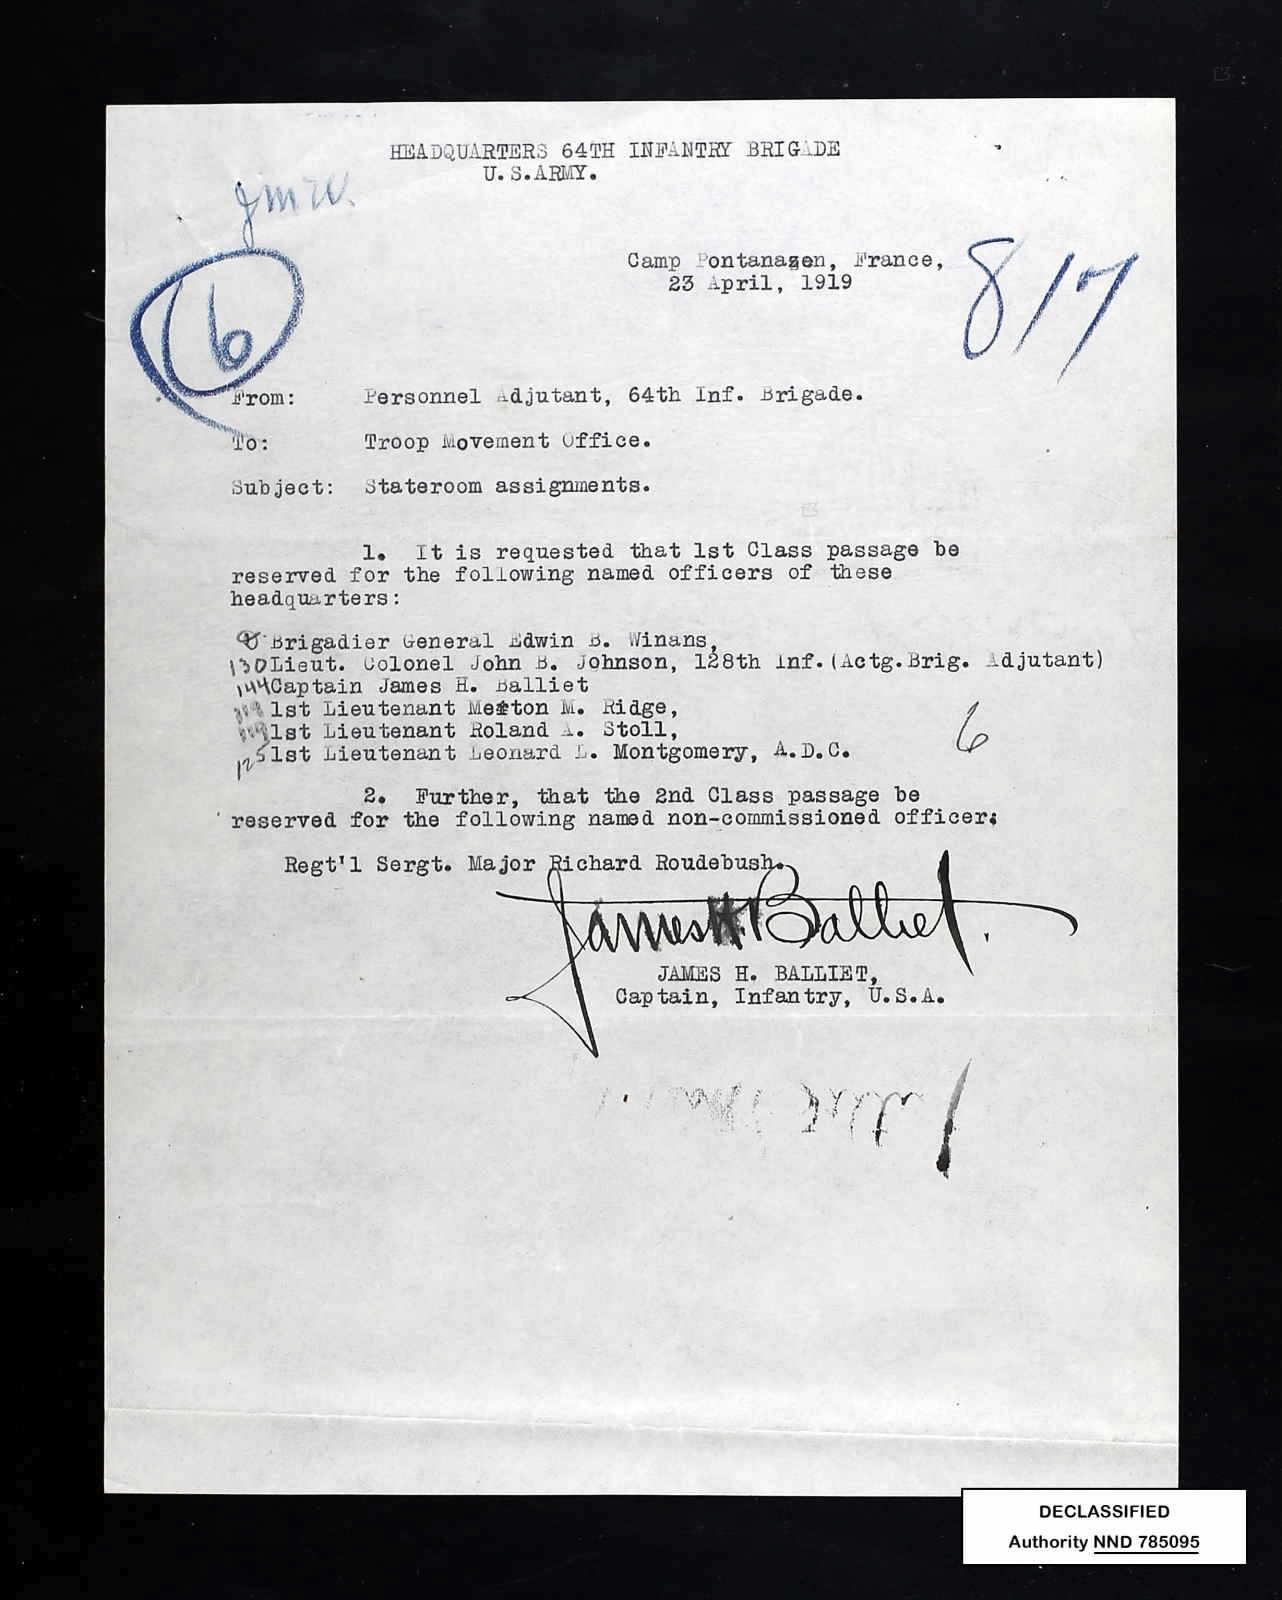 HEADQUARTERS 64TH INFANTRY BRIGADE
U.S.ARMY.
Camp Pontanazen, France,
23 April, 1919
817
6
From: Personnel Adjutant, 64th Inf. Brigade.
To: Troop Movement Office.
Subject: Stateroom assignments.
1. It is requested that 1st Class passage be
reserved for the following named officers of these
headquarters:
Brigadier General Edwin B. Winans,
130 Lieut. Colonel John B. Johnson, 128th Inf.(Actg.Brig. Adjutant)
144 Captain James H. Balliet
1st Lieutenant Merton M. Ridge,
1st Lieutenant Roland A. Stoll,
125 1st Lieutenant Leonard L. Montgomery, A.D.C.
6
2. Further, that the 2nd Class passage be
reserved for the following named non-commissioned officer:
Regt'l Sergt. Major Richard Roudebush.
James H. Balliet.
JAMES H. BALLIET,
Captain, Infantry, U.S.A.
DECLASSIFIED
Authority NND 785095